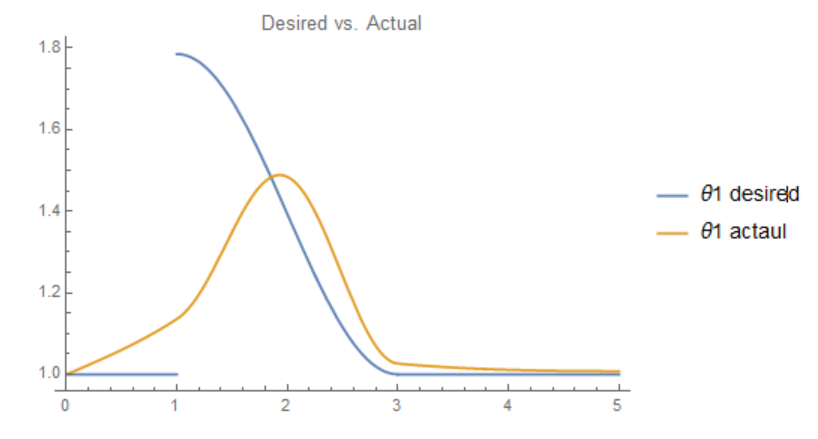 Desired vs. Actual
1.8
1.6
1.4
1.2
1.0
0 1 2 3 4 5
θ1 desired
θ1 actaul